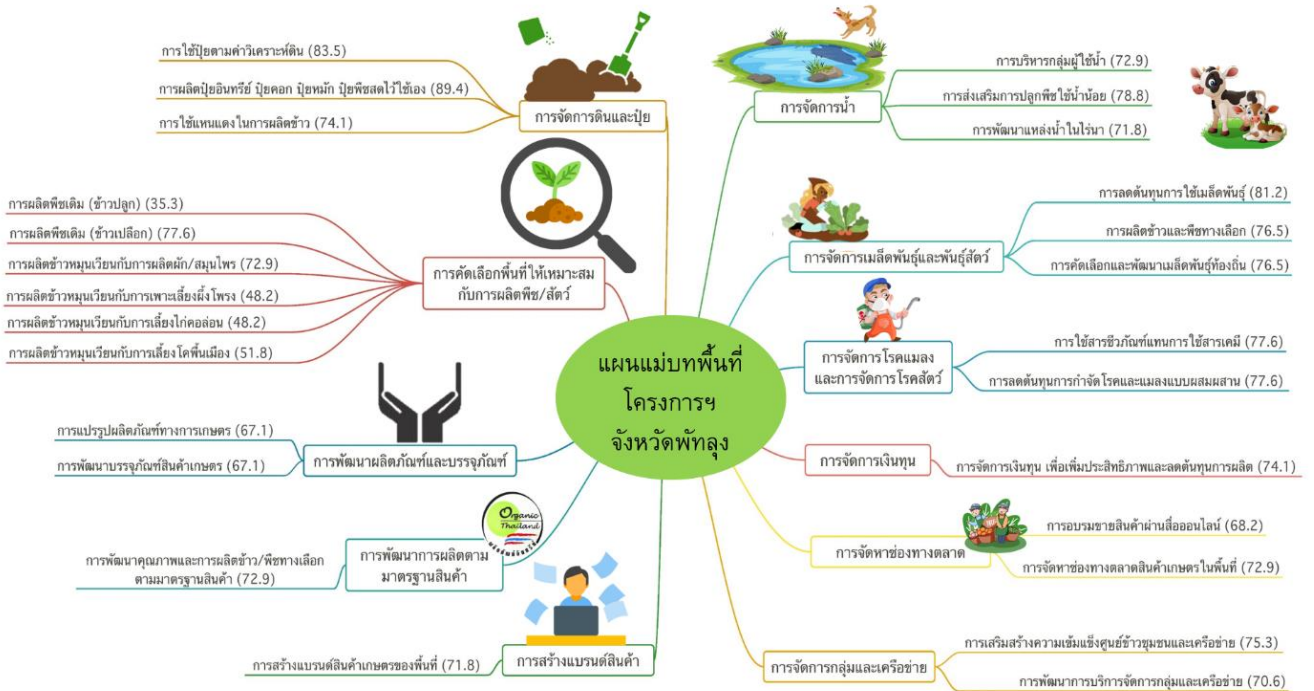 แผนแม่บทพื้นที่
โครงการฯ
จังหวัดพัทลุง
การจัดการดินและปุ๋ย
การใช้ปุ๋ยตามค่าวิเคราะห์ดิน (83.5)
การผลิตปุ๋ยอินทรีย์ ปุ๋ยคอก ปุ๋ยหมัก ปุ๋ยพืชสดไว้ใช้เอง (89.4)
การใช้แหนแดงในการผลิตข้าว (74.1)
การคัดเลือกพื้นที่ให้เหมาะสม
กับการผลิตพืช/สัตว์
การผลิตพืชเดิม (ข้าวปลูก) (35.3)
การผลิตพืชเดิม (ข้าวเปลือก) (77.6)
การผลิตข้าวหมุนเวียนกับการผลิตผัก/สมุนไพร (72.9)
การผลิตข้าวหมุนเวียนกับการเพาะเลี้ยงผึ้งโพรง (48.2)
การผลิตข้าวหมุนเวียนกับการเลี้ยงไก่คอล่อน (48.2)
การผลิตข้าวหมุนเวียนกับการเลี้ยงโคพื้นเมือง (51.8)
การพัฒนาผลิตภัณฑ์และบรรจุภัณฑ์
การแปรรูปผลิตภัณฑ์ทางการเกษตร (67.1)
การพัฒนาบรรจุภัณฑ์สินค้าเกษตร (67.1)
Organic
Thailand
การพัฒนาการผลิตตาม
มาตรฐานสินค้า
การพัฒนาคุณภาพและการผลิตข้าว/พืชทางเลือก
ตามมาตรฐานสินค้า (72.9)
การสร้างแบรนด์สินค้า
การสร้างแบรนด์สินค้าเกษตรของพื้นที่ (71.8)
การจัดการน้ำ
การบริหารกลุ่มผู้ใช้น้ำ (72.9)
การส่งเสริมการปลูกพืชใช้น้ำน้อย (78.8)
การพัฒนาแหล่งน้ำในไร่นา (71.8)
การจัดการเมล็ดพันธุ์และพันธุ์สัตว์
การลดต้นทุนการใช้เมล็ดพันธุ์ (81.2)
การผลิตข้าวและพืชทางเลือก (76.5)
การคัดเลือกและพัฒนาเมล็ดพันธุ์ท้องถิ่น (76.5)
การจัดการโรคแมลง
และการจัดการโรคสัตว์
การใช้สารชีวภัณฑ์แทนการใช้สารเคมี (77.6)
การลดต้นทุนการกำจัดโรคและแมลงแบบผสมผสาน (77.6)
การจัดการเงินทุน
การจัดการเงินทุน เพื่อเพิ่มประสิทธิภาพและลดต้นทุนการผลิต (74.1)
การจัดหาช่องทางตลาด
การอบรมขายสินค้าผ่านสื่อออนไลน์ (68.2)
การจัดหาช่องทางตลาดสินค้าเกษตรในพื้นที่ (72.9)
การจัดการกลุ่มและเครือข่าย
การเสริมสร้างความเข้มแข็งศูนย์ข้าวชุมชนและเครือข่าย (75.3)
การพัฒนาการบริการจัดการกลุ่มและเครือข่าย (70.6)